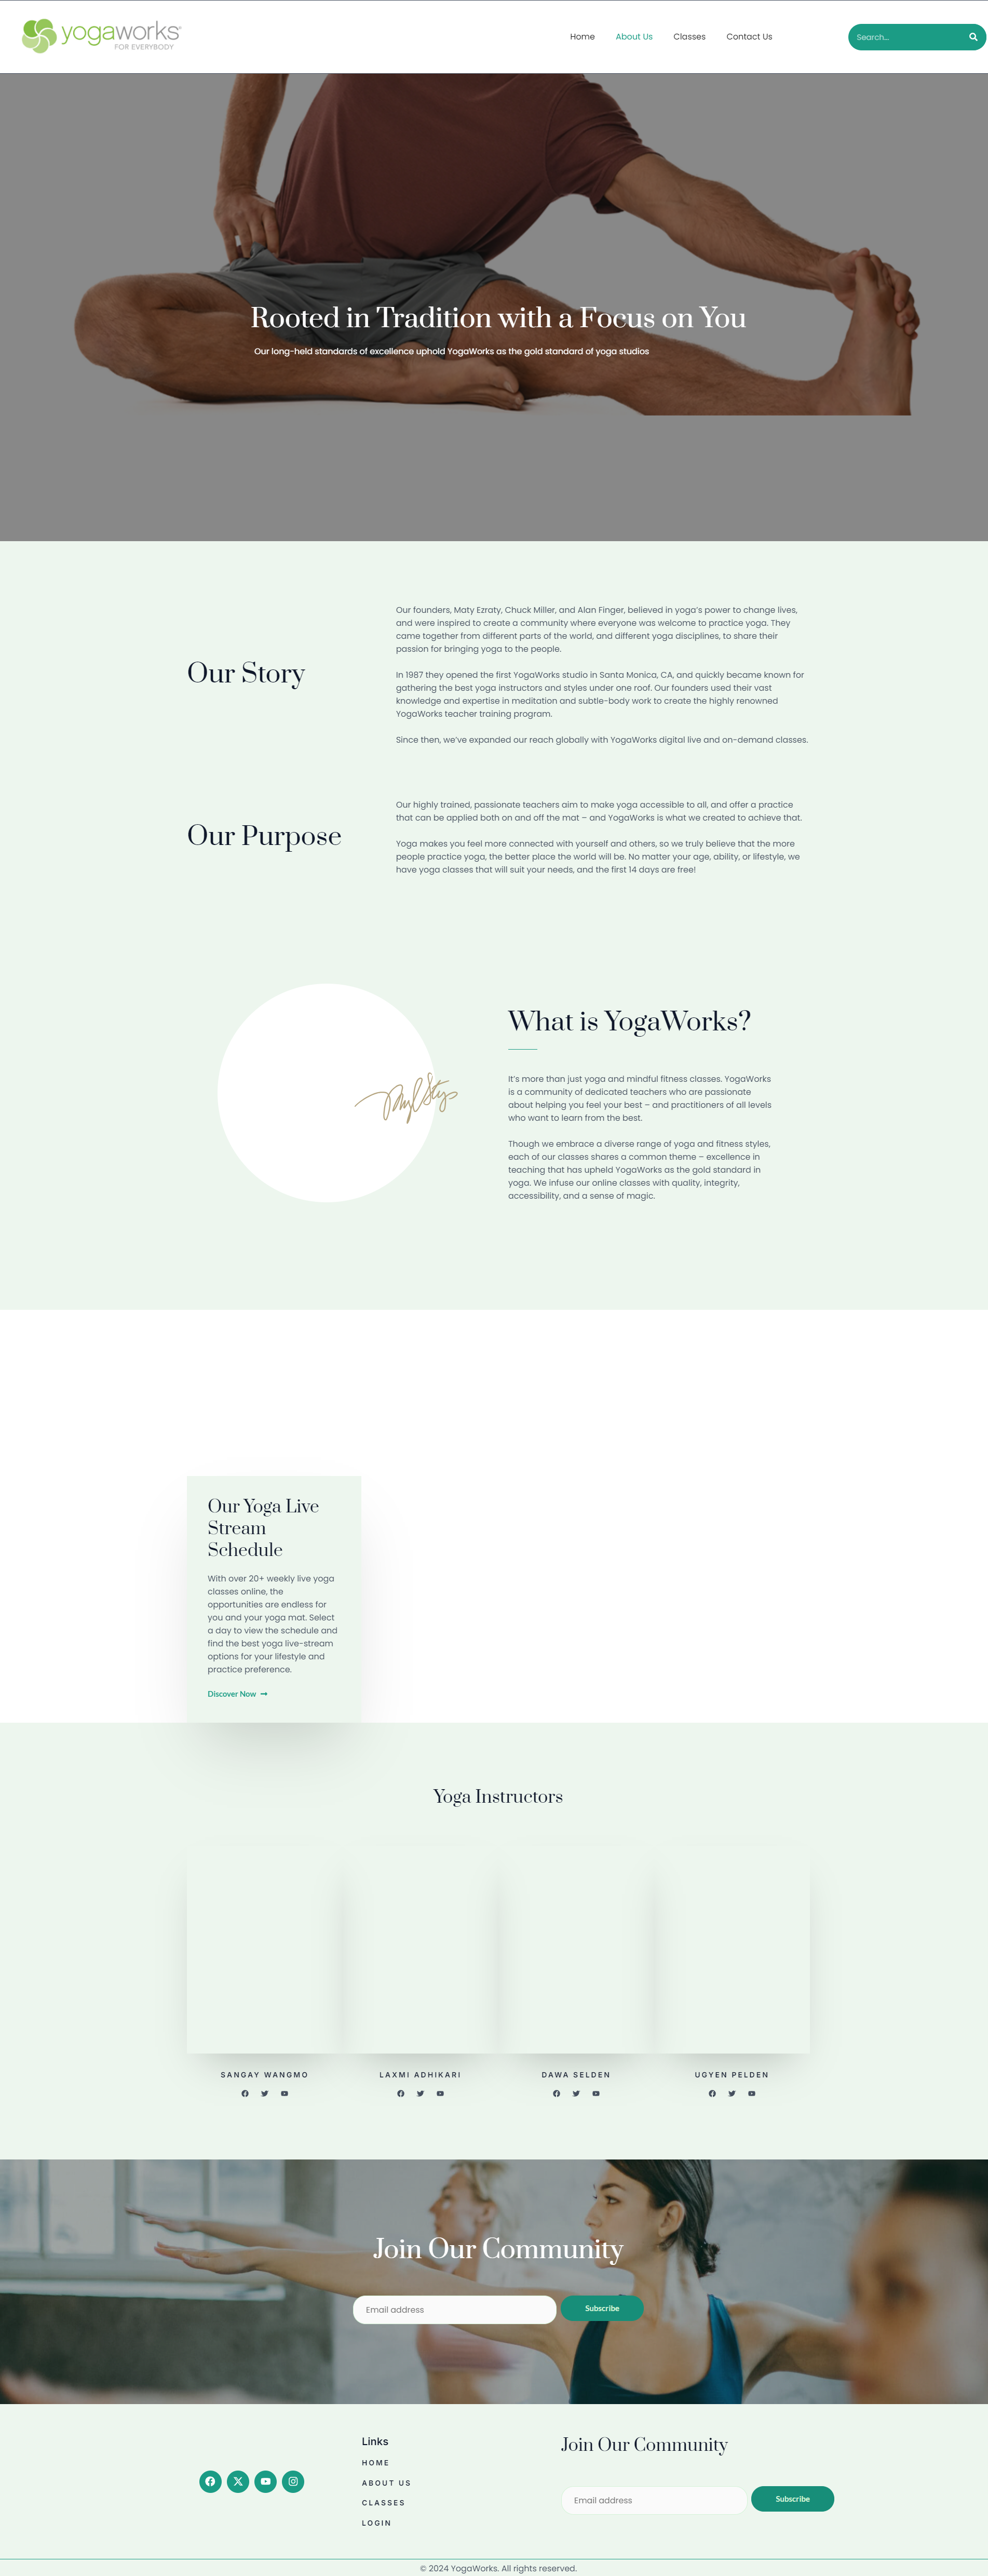 yogaworks®
FOR EVERYBODY
Home
About Us
Classes
Contact Us
Search...
Rooted in Tradition with a Focus on You
Our long-held standards of excellence uphold YogaWorks as the gold standard of yoga studios
Our Story
Our founders, Maty Ezraty, Chuck Miller, and Alan Finger, believed in yoga’s power to change lives,
and were inspired to create a community where everyone was welcome to practice yoga. They
came together from different parts of the world, and different yoga disciplines, to share their
passion for bringing yoga to the people.
In 1987 they opened the first YogaWorks studio in Santa Monica, CA, and quickly became known for
gathering the best yoga instructors and styles under one roof. Our founders used their vast
knowledge and expertise in meditation and subtle-body work to create the highly renowned
YogaWorks teacher training program.
Since then, we’ve expanded our reach globally with YogaWorks digital live and on-demand classes.
Our Purpose
Our highly trained, passionate teachers aim to make yoga accessible to all, and offer a practice
that can be applied both on and off the mat – and YogaWorks is what we created to achieve that.
Yoga makes you feel more connected with yourself and others, so we truly believe that the more
people practice yoga, the better place the world will be. No matter your age, ability, or lifestyle, we
have yoga classes that will suit your needs, and the first 14 days are free!
What is YogaWorks?
It’s more than just yoga and mindful fitness classes. YogaWorks
is a community of dedicated teachers who are passionate
about helping you feel your best – and practitioners of all levels
who want to learn from the best.
Though we embrace a diverse range of yoga and fitness styles,
each of our classes shares a common theme – excellence in
teaching that has upheld YogaWorks as the gold standard in
yoga. We infuse our online classes with quality, integrity,
accessibility, and a sense of magic.
Our Yoga Live
Stream
Schedule
With over 20+ weekly live yoga
classes online, the
opportunities are endless for
you and your yoga mat. Select
a day to view the schedule and
find the best yoga live-stream
options for your lifestyle and
practice preference.
Discover Now
Yoga Instructors
SANGAY WANGMO
LAXMI ADHIKARI
DAWA SELDEN
UGYEN PELDEN
Join Our Community
Email address
Subscribe
Links
HOME
ABOUT US
CLASSES
LOGIN
Join Our Community
Email address
Subscribe
© 2024 YogaWorks. All rights reserved.